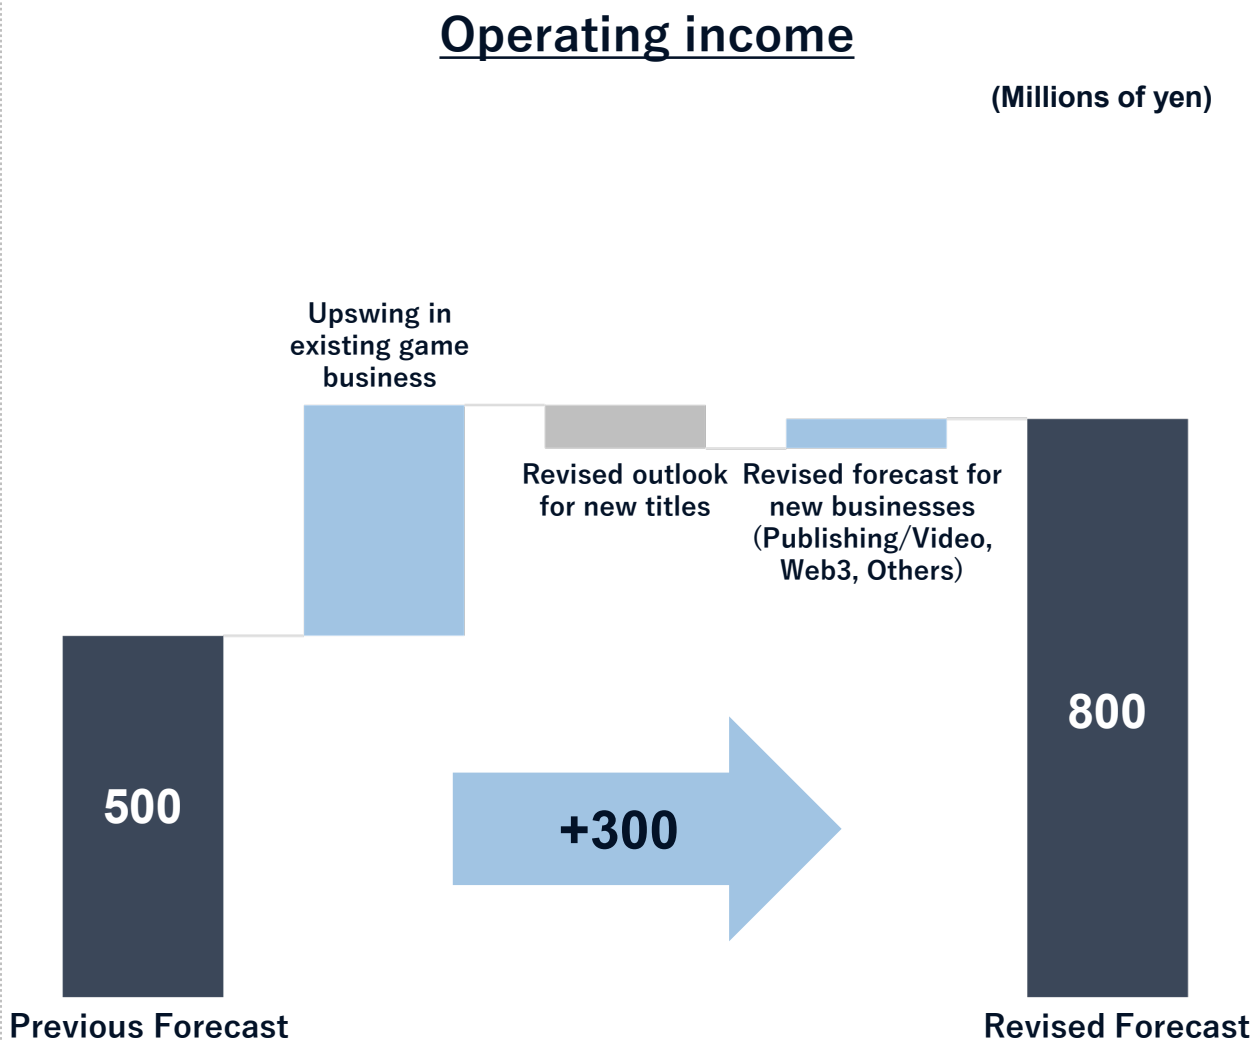 Operating income
(Millions of yen)
Upswing in
existing game
business
Revised outlook
for new titles
Revised forecast for
new businesses
(Publishing/Video,
Web3, Others)
500
+300
800
Previous Forecast
Revised Forecast